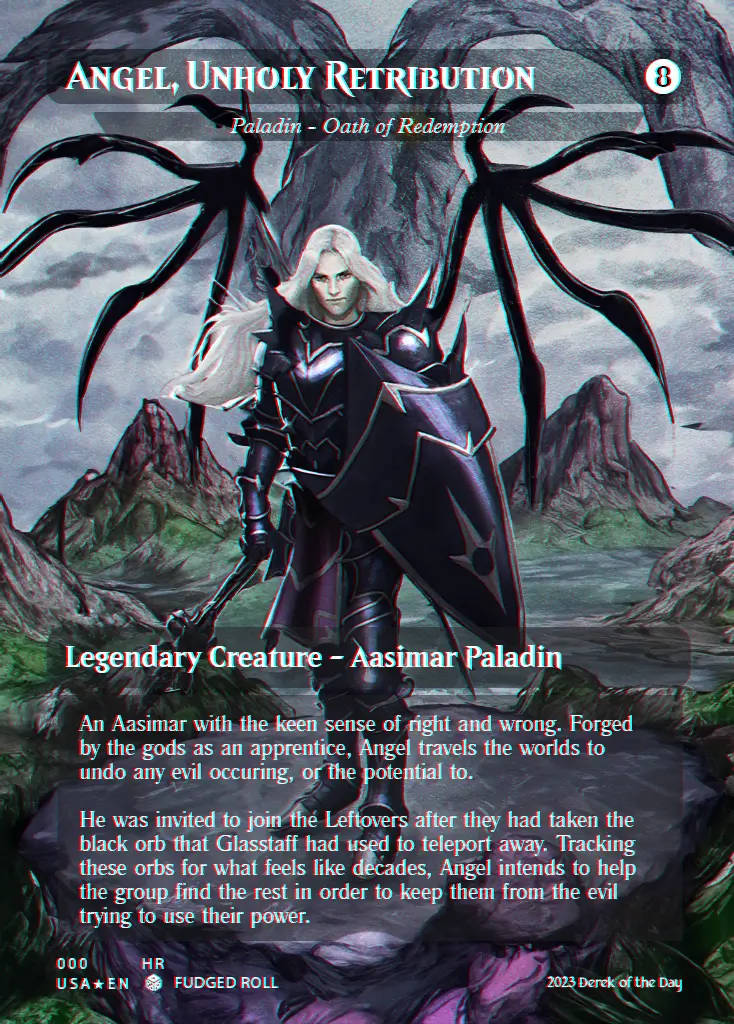 Angel, Unholy Retribution 8
Paladin - Oath of Redemption
Legendary Creature – Aasimar Paladin
An Aasimar with the keen sense of right and wrong. Forged
by the gods as an apprentice, Angel travels the worlds to
undo any evil occuring, or the potential to.
He was invited to join the Leftovers after they had taken the
black orb that Glasstaff had used to teleport away. Tracking
these orbs for what feels like decades, Angel intends to help
the group find the rest in order to keep them from the evil
trying to use their power.
000 HR
USA★EN FUDGED ROLL 2023 Derek of the Day